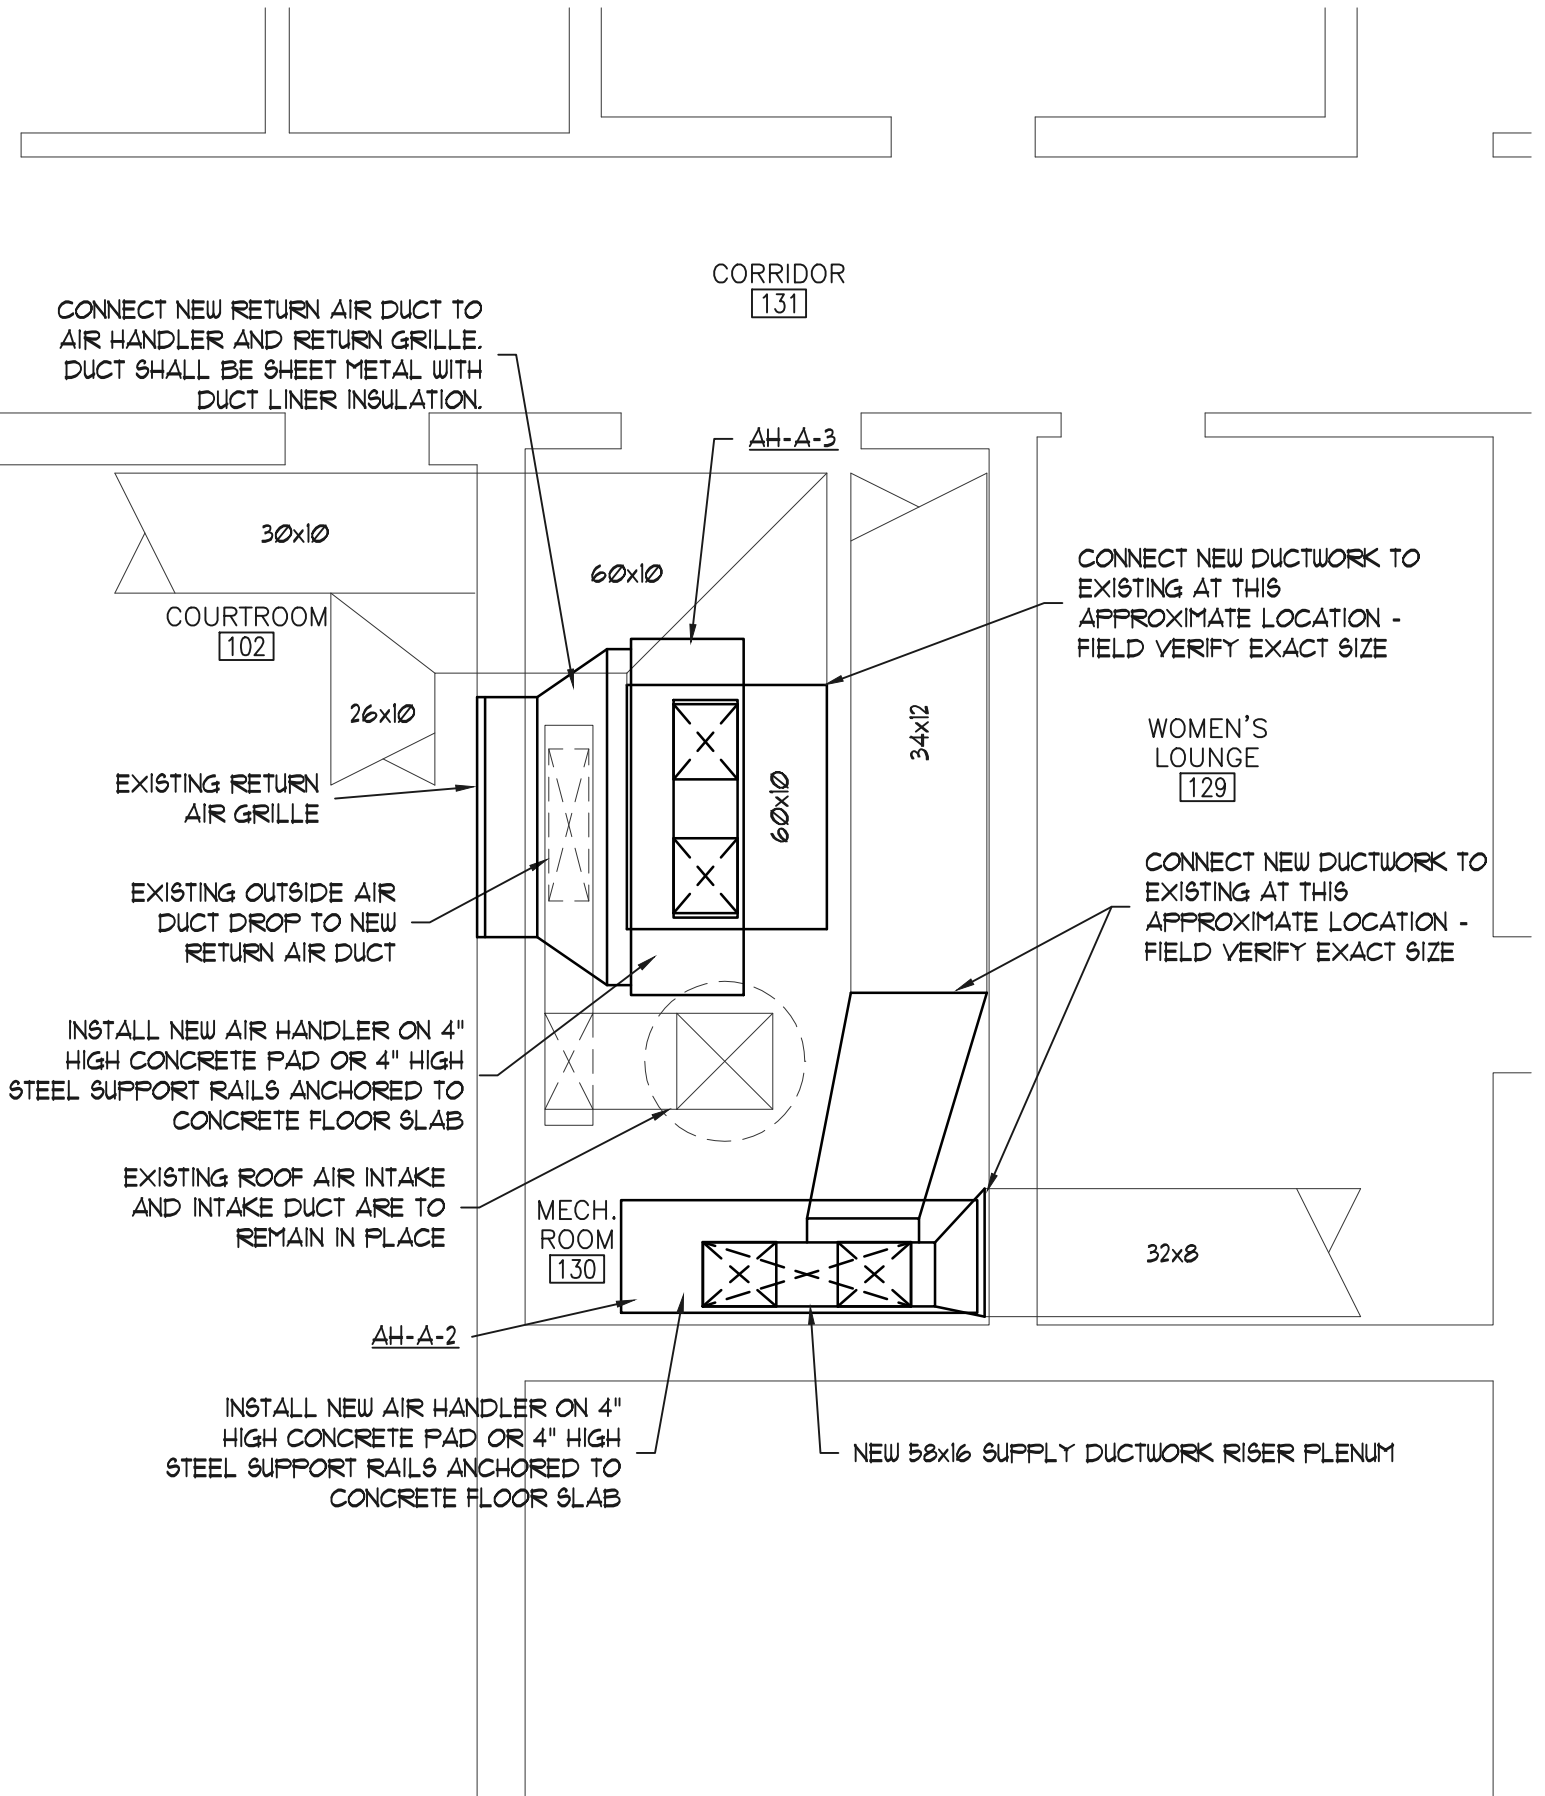 CORRIDOR
131
CONNECT NEW RETURN AIR DUCT TO
AIR HANDLER AND RETURN GRILLE.
DUCT SHALL BE SHEET METAL WITH
DUCT LINER INSULATION.
AH-A-3
30x10
60x10
COURTROOM
102
CONNECT NEW DUCTWORK TO
EXISTING AT THIS
APPROXIMATE LOCATION -
FIELD VERIFY EXACT SIZE
26x10
34x12
WOMEN'S
LOUNGE
129
EXISTING RETURN
AIR GRILLE
60x10
CONNECT NEW DUCTWORK TO
EXISTING AT THIS
APPROXIMATE LOCATION -
FIELD VERIFY EXACT SIZE
EXISTING OUTSIDE AIR
DUCT DROP TO NEW
RETURN AIR DUCT
INSTALL NEW AIR HANDLER ON 4"
HIGH CONCRETE PAD OR 4" HIGH
STEEL SUPPORT RAILS ANCHORED TO
CONCRETE FLOOR SLAB
EXISTING ROOF AIR INTAKE
AND INTAKE DUCT ARE TO
REMAIN IN PLACE
MECH.
ROOM
130
32x8
AH-A-2
INSTALL NEW AIR HANDLER ON 4"
HIGH CONCRETE PAD OR 4" HIGH
STEEL SUPPORT RAILS ANCHORED TO
CONCRETE FLOOR SLAB
NEW 58x16 SUPPLY DUCTWORK RISER PLENUM